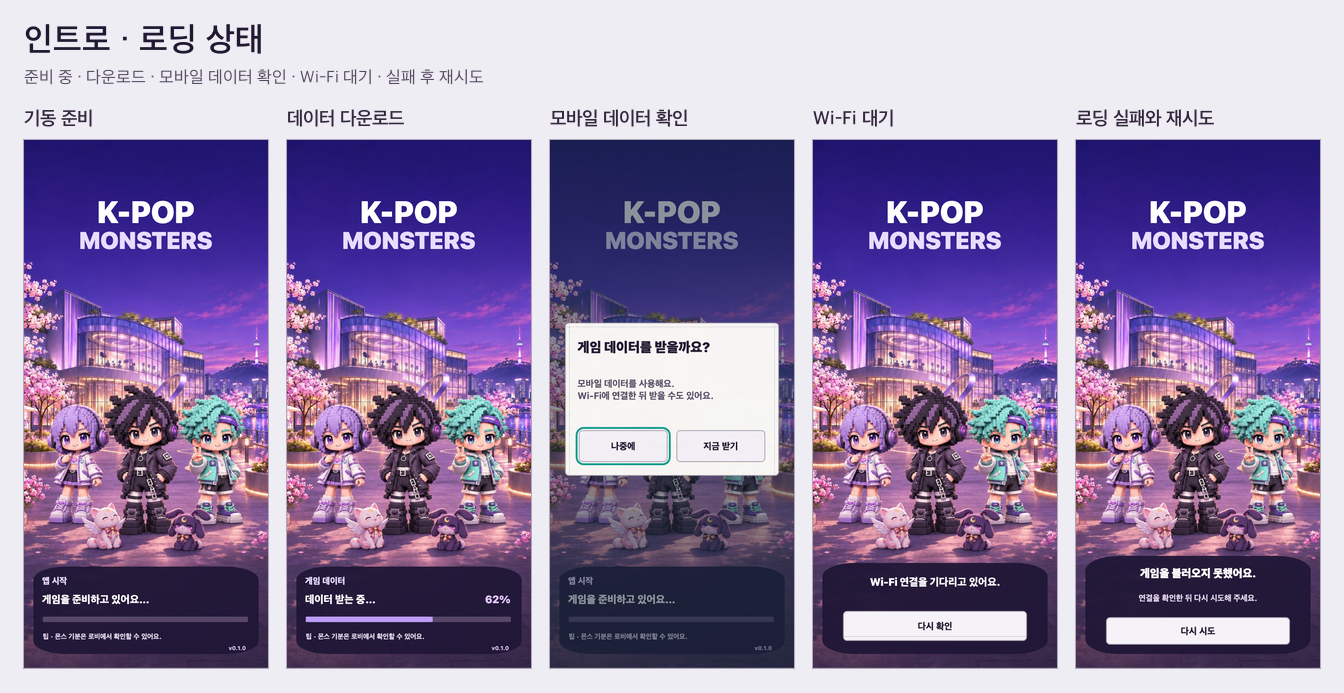 인트로 · 로딩 상태
준비 중 · 다운로드 · 모바일 데이터 확인 · Wi-Fi 대기 · 실패 후 재시도
기동 준비
K-POP
MONSTERS
앱 시작
게임을 준비하고 있어요...
팁 · 몬스 기분은 로비에서 확인할 수 있어요.
v0.1.0
데이터 다운로드
K-POP
MONSTERS
게임 데이터
데이터 받는 중... 62%
팁 · 몬스 기분은 로비에서 확인할 수 있어요.
v0.1.0
모바일 데이터 확인
K-POP
MONSTERS
게임 데이터를 받을까요?
모바일 데이터를 사용해요.
Wi-Fi에 연결한 뒤 받을 수도 있어요.
나중에 지금 받기
앱 시작
게임을 준비하고 있어요...
팁 · 몬스 기분은 로비에서 확인할 수 있어요.
v0.1.0
Wi-Fi 대기
K-POP
MONSTERS
Wi-Fi 연결을 기다리고 있어요.
다시 확인
로딩 실패와 재시도
K-POP
MONSTERS
게임을 불러오지 못했어요.
연결을 확인한 뒤 다시 시도해 주세요.
다시 시도